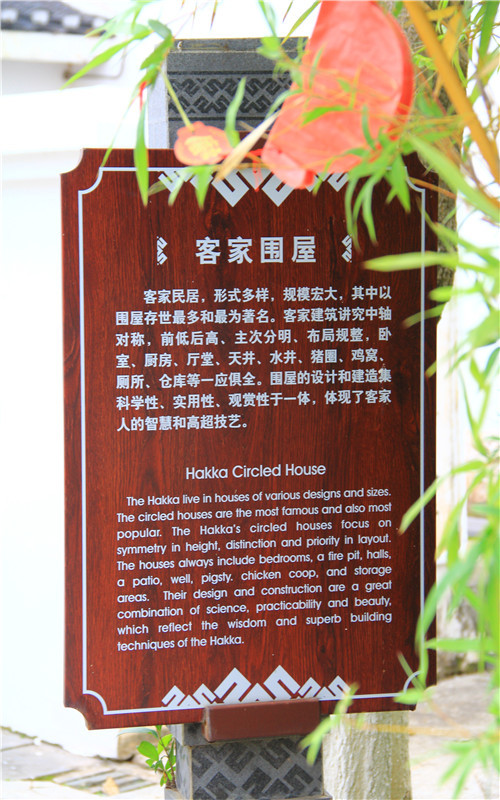 客家围屋
客家民居，形式多样，规模宏大，其中以
围屋存世最多和最为著名。客家建筑讲究中轴
对称，前低后高、主次分明、布局规整，卧
室、厨房、厅堂、天井、水井、猪圈、鸡窝、
厕所、仓库等一应俱全。围屋的设计和建造集
科学性、实用性、观赏性于一体，体现了客家
人的智慧和高超技艺。
Hakka Circled House
The Hakka live in houses of various designs and sizes.
The circled houses are the most famous and also most
popular. The Hakka's circled houses focus on
symmetry in height, distinction and priority in layout.
The houses always include bedrooms, a fire pit, halls,
a patio, well, pigsty. chicken coop, and storage
areas. Their design and construction are a great
combination of science, practicability and beauty,
which reflect the wisdom and superb building
techniques of the Hakka.